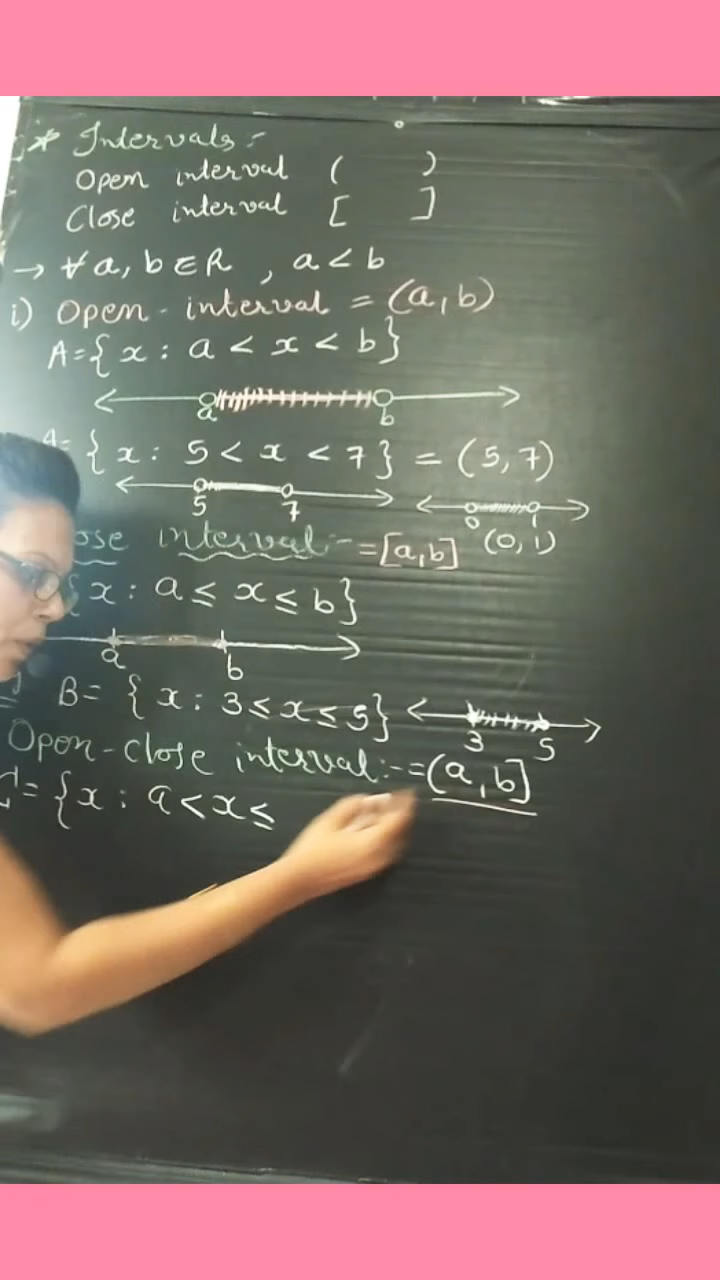 * Intervals :-
Open interval ( )
Close interval [ ]
→ ∀ a, b ∈ R , a < b
i) Open - interval = (a, b)
A = { x : a < x < b }
a b
A = { x : 5 < x < 7 } = (5, 7)
5 7 0 1
ose interval :- = [a, b] (0, 1)
{ x : a ≤ x ≤ b }
a b
B = { x : 3 ≤ x ≤ 5 }
3 5
Open - close interval :- = (a, b]
= { x : a < x ≤